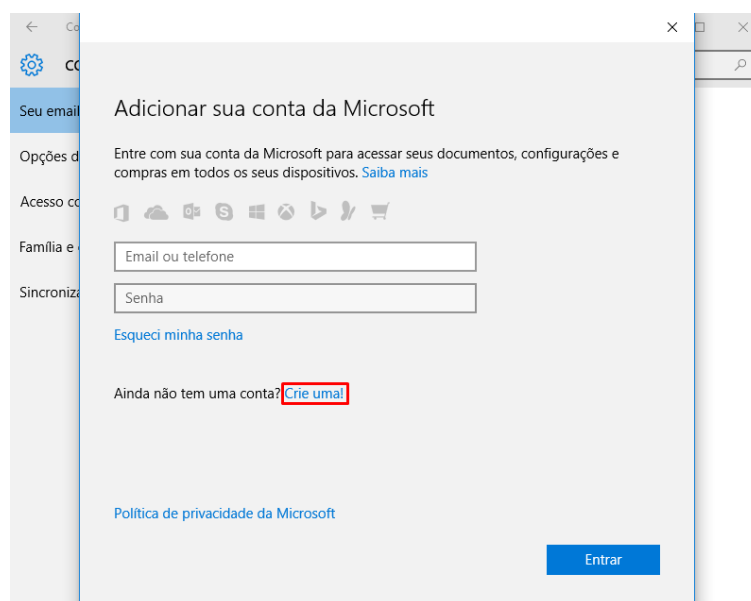 Adicionar sua conta da Microsoft
Seu email
Entre com sua conta da Microsoft para acessar seus documentos, configurações e
compras em todos os seus dispositivos. Saiba mais
Opções d
Acesso co
Família e
Sincroniza
Email ou telefone
Senha
Esqueci minha senha
Ainda não tem uma conta? Crie uma!
Política de privacidade da Microsoft
Entrar